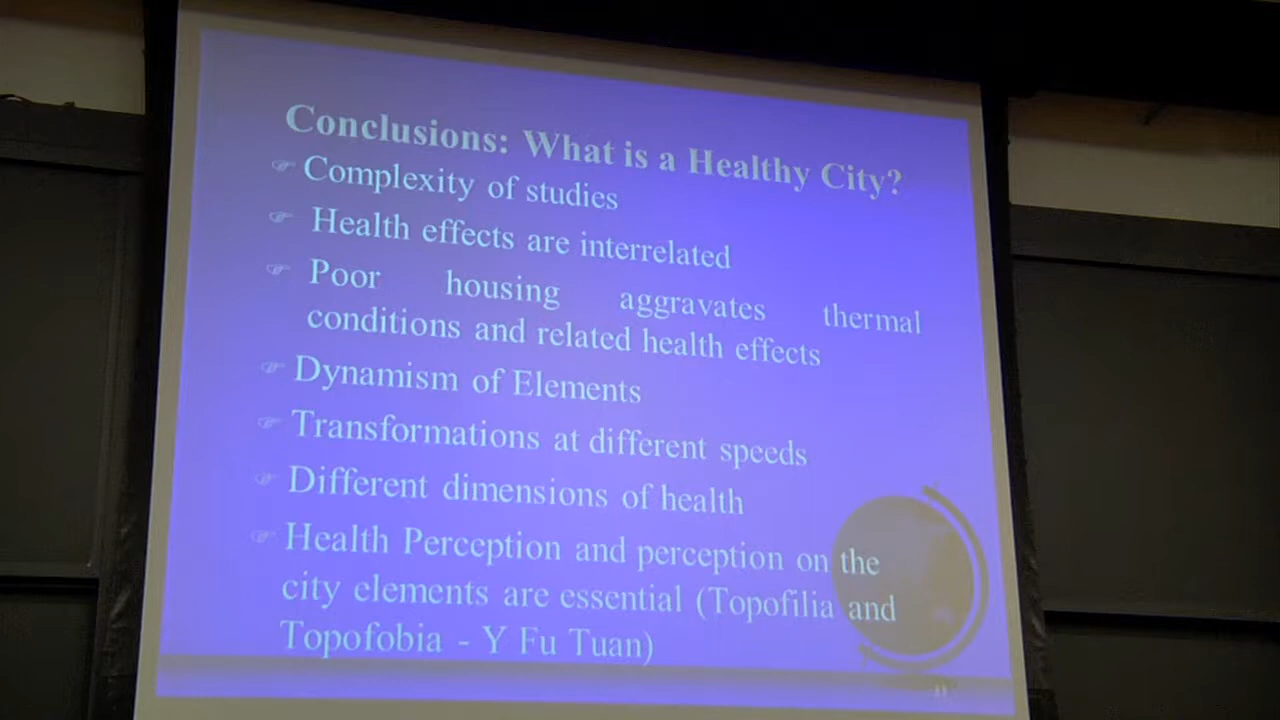 Conclusions: What is a Healthy City?
Complexity of studies
Health effects are interrelated
Poor housing aggravates thermal
conditions and related health effects
Dynamism of Elements
Transformations at different speeds
Different dimensions of health
Health Perception and perception on the
city elements are essential (Topofilia and
Topofobia - Y Fu Tuan)